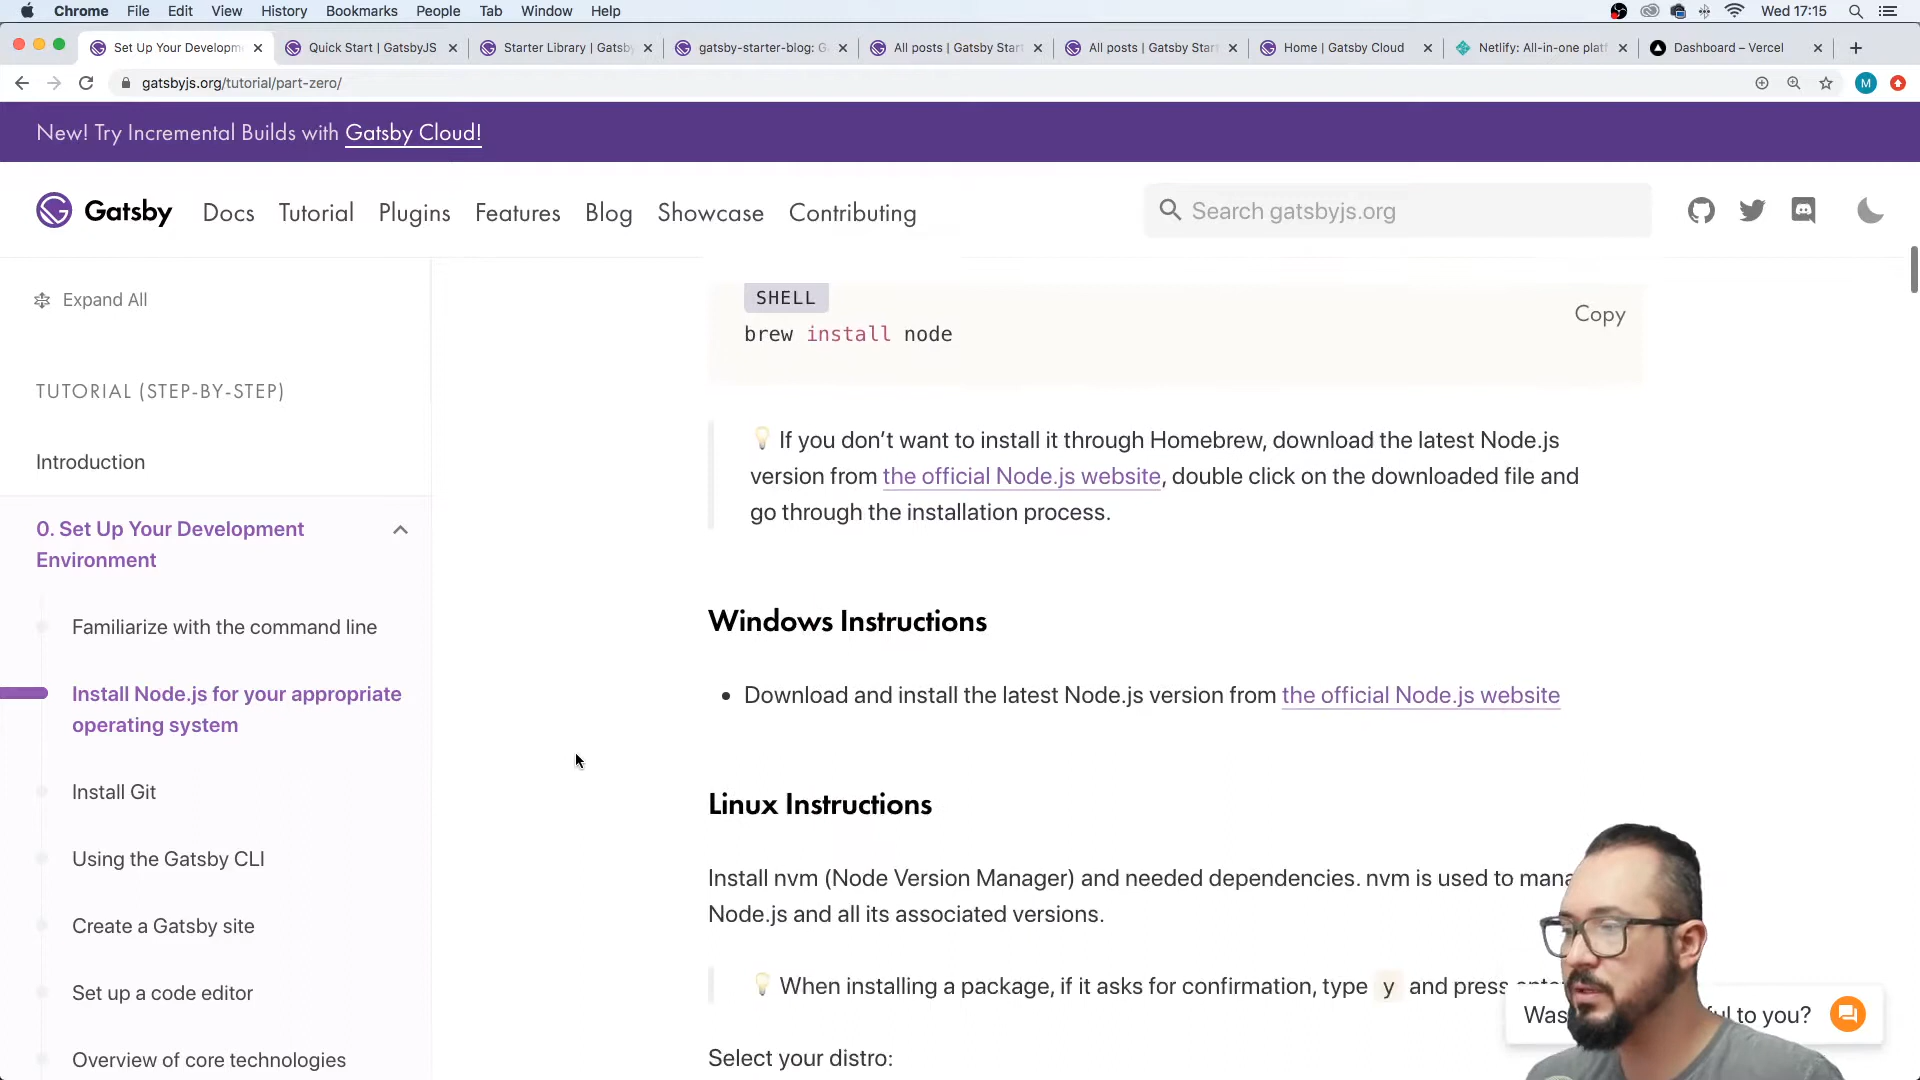 Chrome File Edit View History Bookmarks People Tab Window Help Wed 17:15
Set Up Your Developm Quick Start | GatsbyJS Starter Library | Gatsby gatsby-starter-blog: G All posts | Gatsby Star All posts | Gatsby Star Home | Gatsby Cloud Netlify: All-in-one platf Dashboard – Vercel
gatsbyjs.org/tutorial/part-zero/ M
New! Try Incremental Builds with Gatsby Cloud!
Gatsby Docs Tutorial Plugins Features Blog Showcase Contributing Search gatsbyjs.org
Expand All
TUTORIAL (STEP-BY-STEP)
Introduction
0. Set Up Your Development
Environment
Familiarize with the command line
Install Node.js for your appropriate
operating system
Install Git
Using the Gatsby CLI
Create a Gatsby site
Set up a code editor
Overview of core technologies
SHELL
Copy
brew install node
If you don’t want to install it through Homebrew, download the latest Node.js
version from the official Node.js website, double click on the downloaded file and
go through the installation process.
Windows Instructions
• Download and install the latest Node.js version from the official Node.js website
Linux Instructions
Install nvm (Node Version Manager) and needed dependencies. nvm is used to mana
Node.js and all its associated versions.
When installing a package, if it asks for confirmation, type y and press
Select your distro:
Was ul to you?